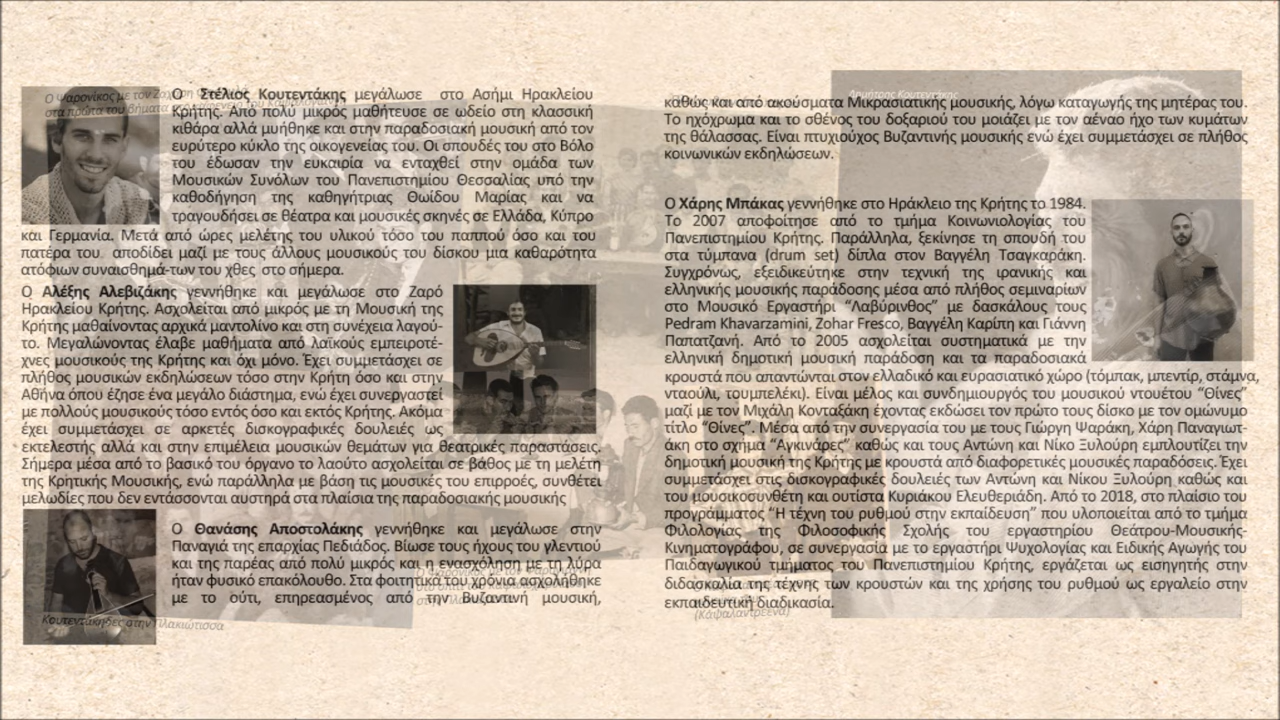 Ο Στέλιος Κουτεντάκης μεγάλωσε στο Ασήμι Ηρακλείου
Κρήτης. Από πολύ μικρός μαθήτευσε σε ωδείο στη κλασσική
κιθάρα αλλά μυήθηκε και στην παραδοσιακή μουσική από τον
ευρύτερο κύκλο της οικογενείας του. Οι σπουδές του στο Βόλο
του έδωσαν την ευκαιρία να ενταχθεί στην ομάδα των
Μουσικών Συνόλων του Πανεπιστημίου Θεσσαλίας υπό την
καθοδήγηση της καθηγήτριας Θωίδου Μαρίας και να
τραγουδήσει σε θέατρα και μουσικές σκηνές σε Ελλάδα, Κύπρο
και Γερμανία. Μετά από ώρες μελέτης του υλικού τόσο του παππού όσο και του
πατέρα του αποδίδει μαζί με τους άλλους μουσικούς του δίσκου μια καθαρότητα
ατόφιων συναισθημά-των του χθες στο σήμερα.
Ο Αλέξης Αλεβιζάκης γεννήθηκε και μεγάλωσε στο Ζαρό
Ηρακλείου Κρήτης. Ασχολείται από μικρός με τη Μουσική της
Κρήτης μαθαίνοντας αρχικά μαντολίνο και στη συνέχεια λαγού-
το. Μεγαλώνοντας έλαβε μαθήματα από λαϊκούς εμπειροτέ-
χνες μουσικούς της Κρήτης και όχι μόνο. Έχει συμμετάσχει σε
πλήθος μουσικών εκδηλώσεων τόσο στην Κρήτη όσο και στην
Αθήνα όπου έζησε ένα μεγάλο διάστημα, ενώ έχει συνεργαστεί
με πολλούς μουσικούς τόσο εντός όσο και εκτός Κρήτης. Ακόμα
έχει συμμετάσχει σε αρκετές δισκογραφικές δουλειές ως
εκτελεστής αλλά και στην επιμέλεια μουσικών θεμάτων για θεατρικές παραστάσεις.
Σήμερα μέσα από το βασικό του όργανο το λαούτο ασχολείται σε βάθος με τη μελέτη
της Κρητικής Μουσικής, ενώ παράλληλα με βάση τις μουσικές του επιρροές, συνθέτει
μελωδίες που δεν εντάσσονται αυστηρά στα πλαίσια της παραδοσιακής μουσικής
Ο Θανάσης Αποστολάκης γεννήθηκε και μεγάλωσε στην
Παναγιά της επαρχίας Πεδιάδος. Βίωσε τους ήχους του γλεντιού
και της παρέας από πολύ μικρός και η ενασχόληση με τη λύρα
ήταν φυσικό επακόλουθο. Στα φοιτητικά του χρόνια ασχολήθηκε
με το ούτι, επηρεασμένος από την Βυζαντινή μουσική,
Κουτεντάκηδες στην Πλακιώτισσα
Δημήτρης Κουτεντάκης
καθώς και από ακούσματα Μικρασιατικής μουσικής, λόγω καταγωγής της μητέρας του.
Το ηχόχρωμα και το σθένος του δοξαριού του μοιάζει με τον αέναο ήχο των κυμάτων
της θάλασσας. Είναι πτυχιούχος Βυζαντινής μουσικής ενώ έχει συμμετάσχει σε πλήθος
κοινωνικών εκδηλώσεων.
Ο Χάρης Μπάκας γεννήθηκε στο Ηράκλειο της Κρήτης το 1984.
Το 2007 αποφοίτησε από το τμήμα Κοινωνιολογίας του
Πανεπιστημίου Κρήτης. Παράλληλα, ξεκίνησε τη σπουδή του
στα τύμπανα (drum set) δίπλα στον Βαγγέλη Τσαγκαράκη.
Συγχρόνως, εξειδικεύτηκε στην τεχνική της ιρανικής και
ελληνικής μουσικής παράδοσης μέσα από πλήθος σεμιναρίων
στο Μουσικό Εργαστήρι “Λαβύρινθος” με δασκάλους τους
Pedram Khavarzamini, Zohar Fresco, Βαγγέλη Καρίπη και Γιάννη
Παπατζανή. Από το 2005 ασχολείται συστηματικά με την
ελληνική δημοτική μουσική παράδοση και τα παραδοσιακά
κρουστά που απαντώνται στον ελλαδικό και ευρασιατικό χώρο (τόμπακ, μπεντίρ, στάμνα,
νταούλι, τουμπελέκι). Είναι μέλος και συνδημιουργός του μουσικού ντουέτου “Θίνες”
μαζί με τον Μιχάλη Κονταξάκη έχοντας εκδώσει τον πρώτο τους δίσκο με τον ομώνυμο
τίτλο “Θίνες”. Μέσα από την συνεργασία του με τους Γιώργη Ψαράκη, Χάρη Παναγιωτ-
άκη στο σχήμα “Αγκινάρες” καθώς και τους Αντώνη και Νίκο Ξυλούρη εμπλουτίζει την
δημοτική μουσική της Κρήτης με κρουστά από διαφορετικές μουσικές παραδόσεις. Έχει
συμμετάσχει στις δισκογραφικές δουλειές των Αντώνη και Νίκου Ξυλούρη καθώς και
του μουσικοσυνθέτη και ουτίστα Κυριάκου Ελευθεριάδη. Από το 2018, στο πλαίσιο του
προγράμματος “Η τέχνη του ρυθμού στην εκπαίδευση” που υλοποιείται από το τμήμα
Φιλολογίας της Φιλοσοφικής Σχολής του εργαστηρίου Θεάτρου-Μουσικής-
Κινηματογράφου, σε συνεργασία με το εργαστήρι Ψυχολογίας και Ειδικής Αγωγής του
Παιδαγωγικού τμήματος του Πανεπιστημίου Κρήτης, εργάζεται ως εισηγητής στην
διδασκαλία της τέχνης των κρουστών και της χρήσης του ρυθμού ως εργαλείο στην
εκπαιδευτική διαδικασία.
(Καψαλαντρεένα)